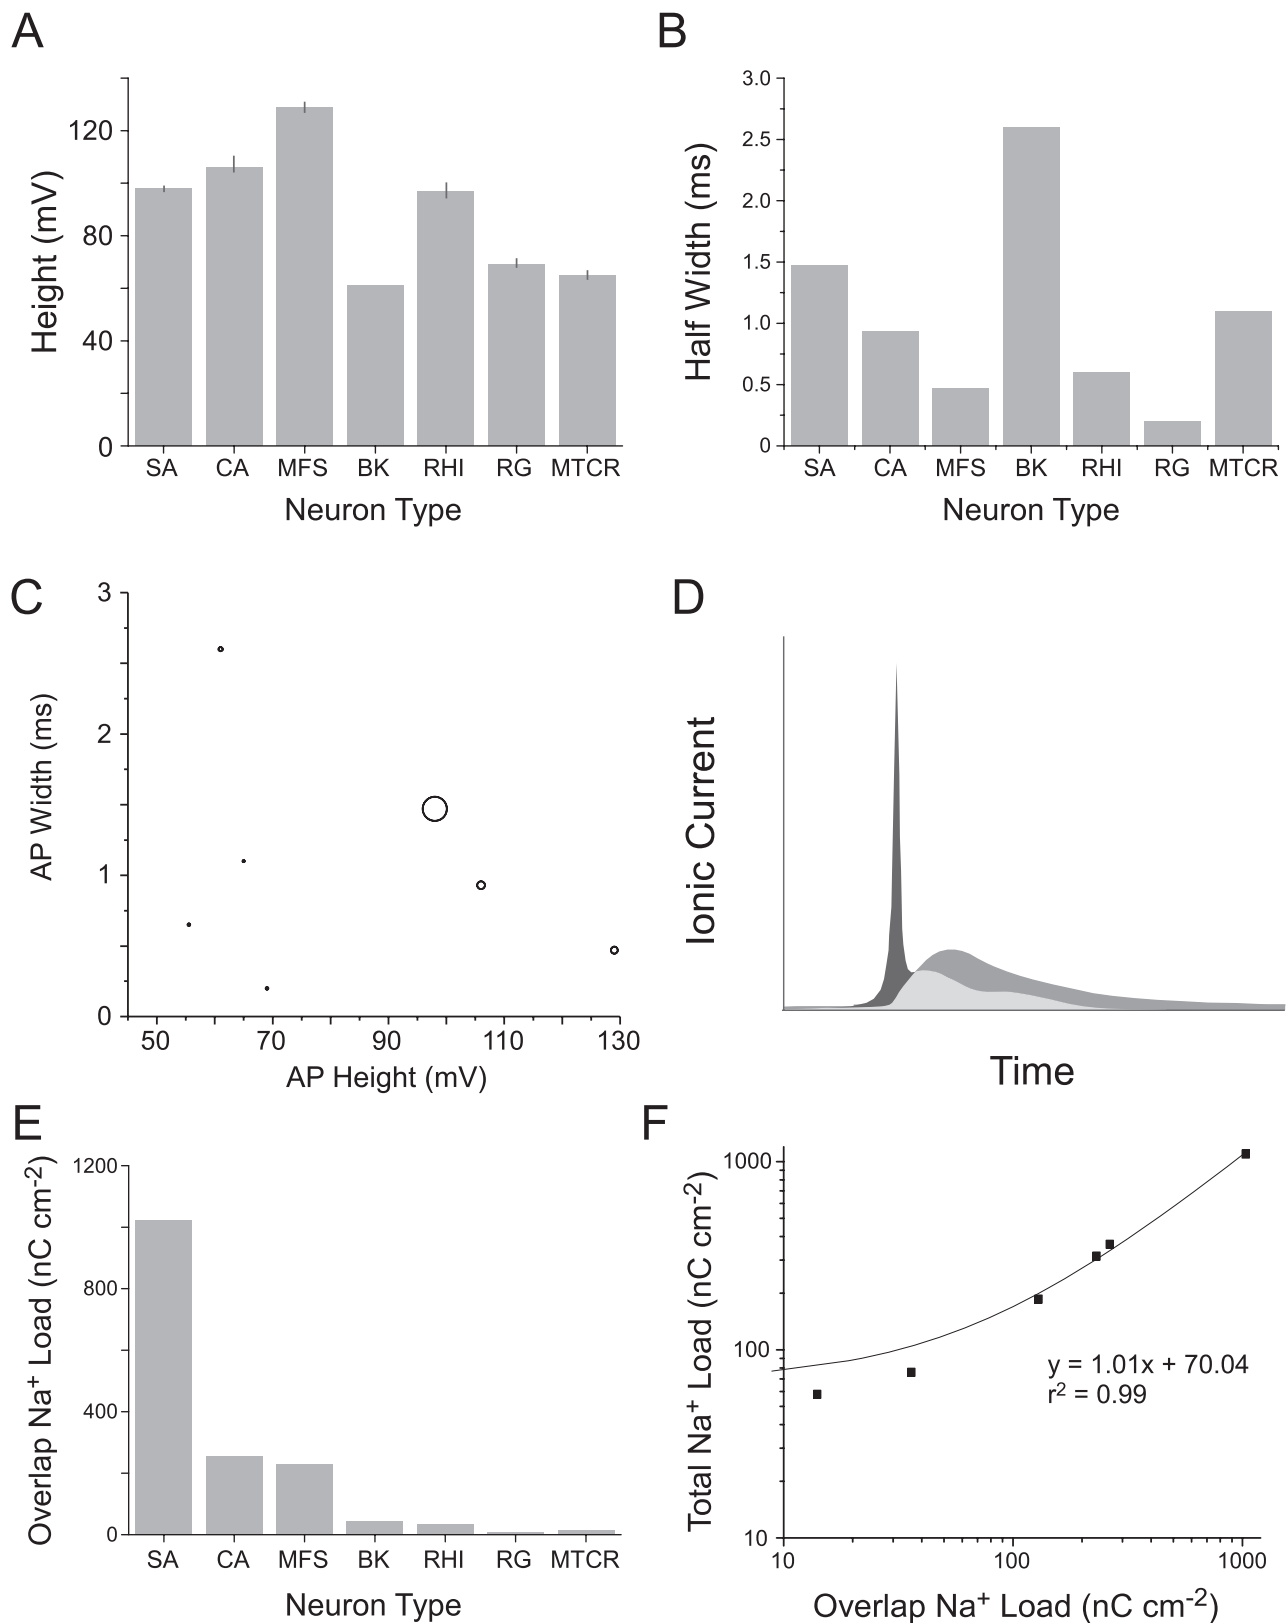 A
Height (mV)
120
80
40
0
SA CA MFS BK RHI RG MTCR
Neuron Type
B
Half Width (ms)
3.0
2.5
2.0
1.5
1.0
0.5
0
SA CA MFS BK RHI RG MTCR
Neuron Type
C
AP Width (ms)
3
2
1
0
50 70 90 110 130
AP Height (mV)
D
Ionic Current
Time
E
Overlap Na⁺ Load (nC cm⁻²)
1200
800
400
0
SA CA MFS BK RHI RG MTCR
Neuron Type
F
Total Na⁺ Load (nC cm⁻²)
1000
100
10
y = 1.01x + 70.04
r² = 0.99
10 100 1000
Overlap Na⁺ Load (nC cm⁻²)